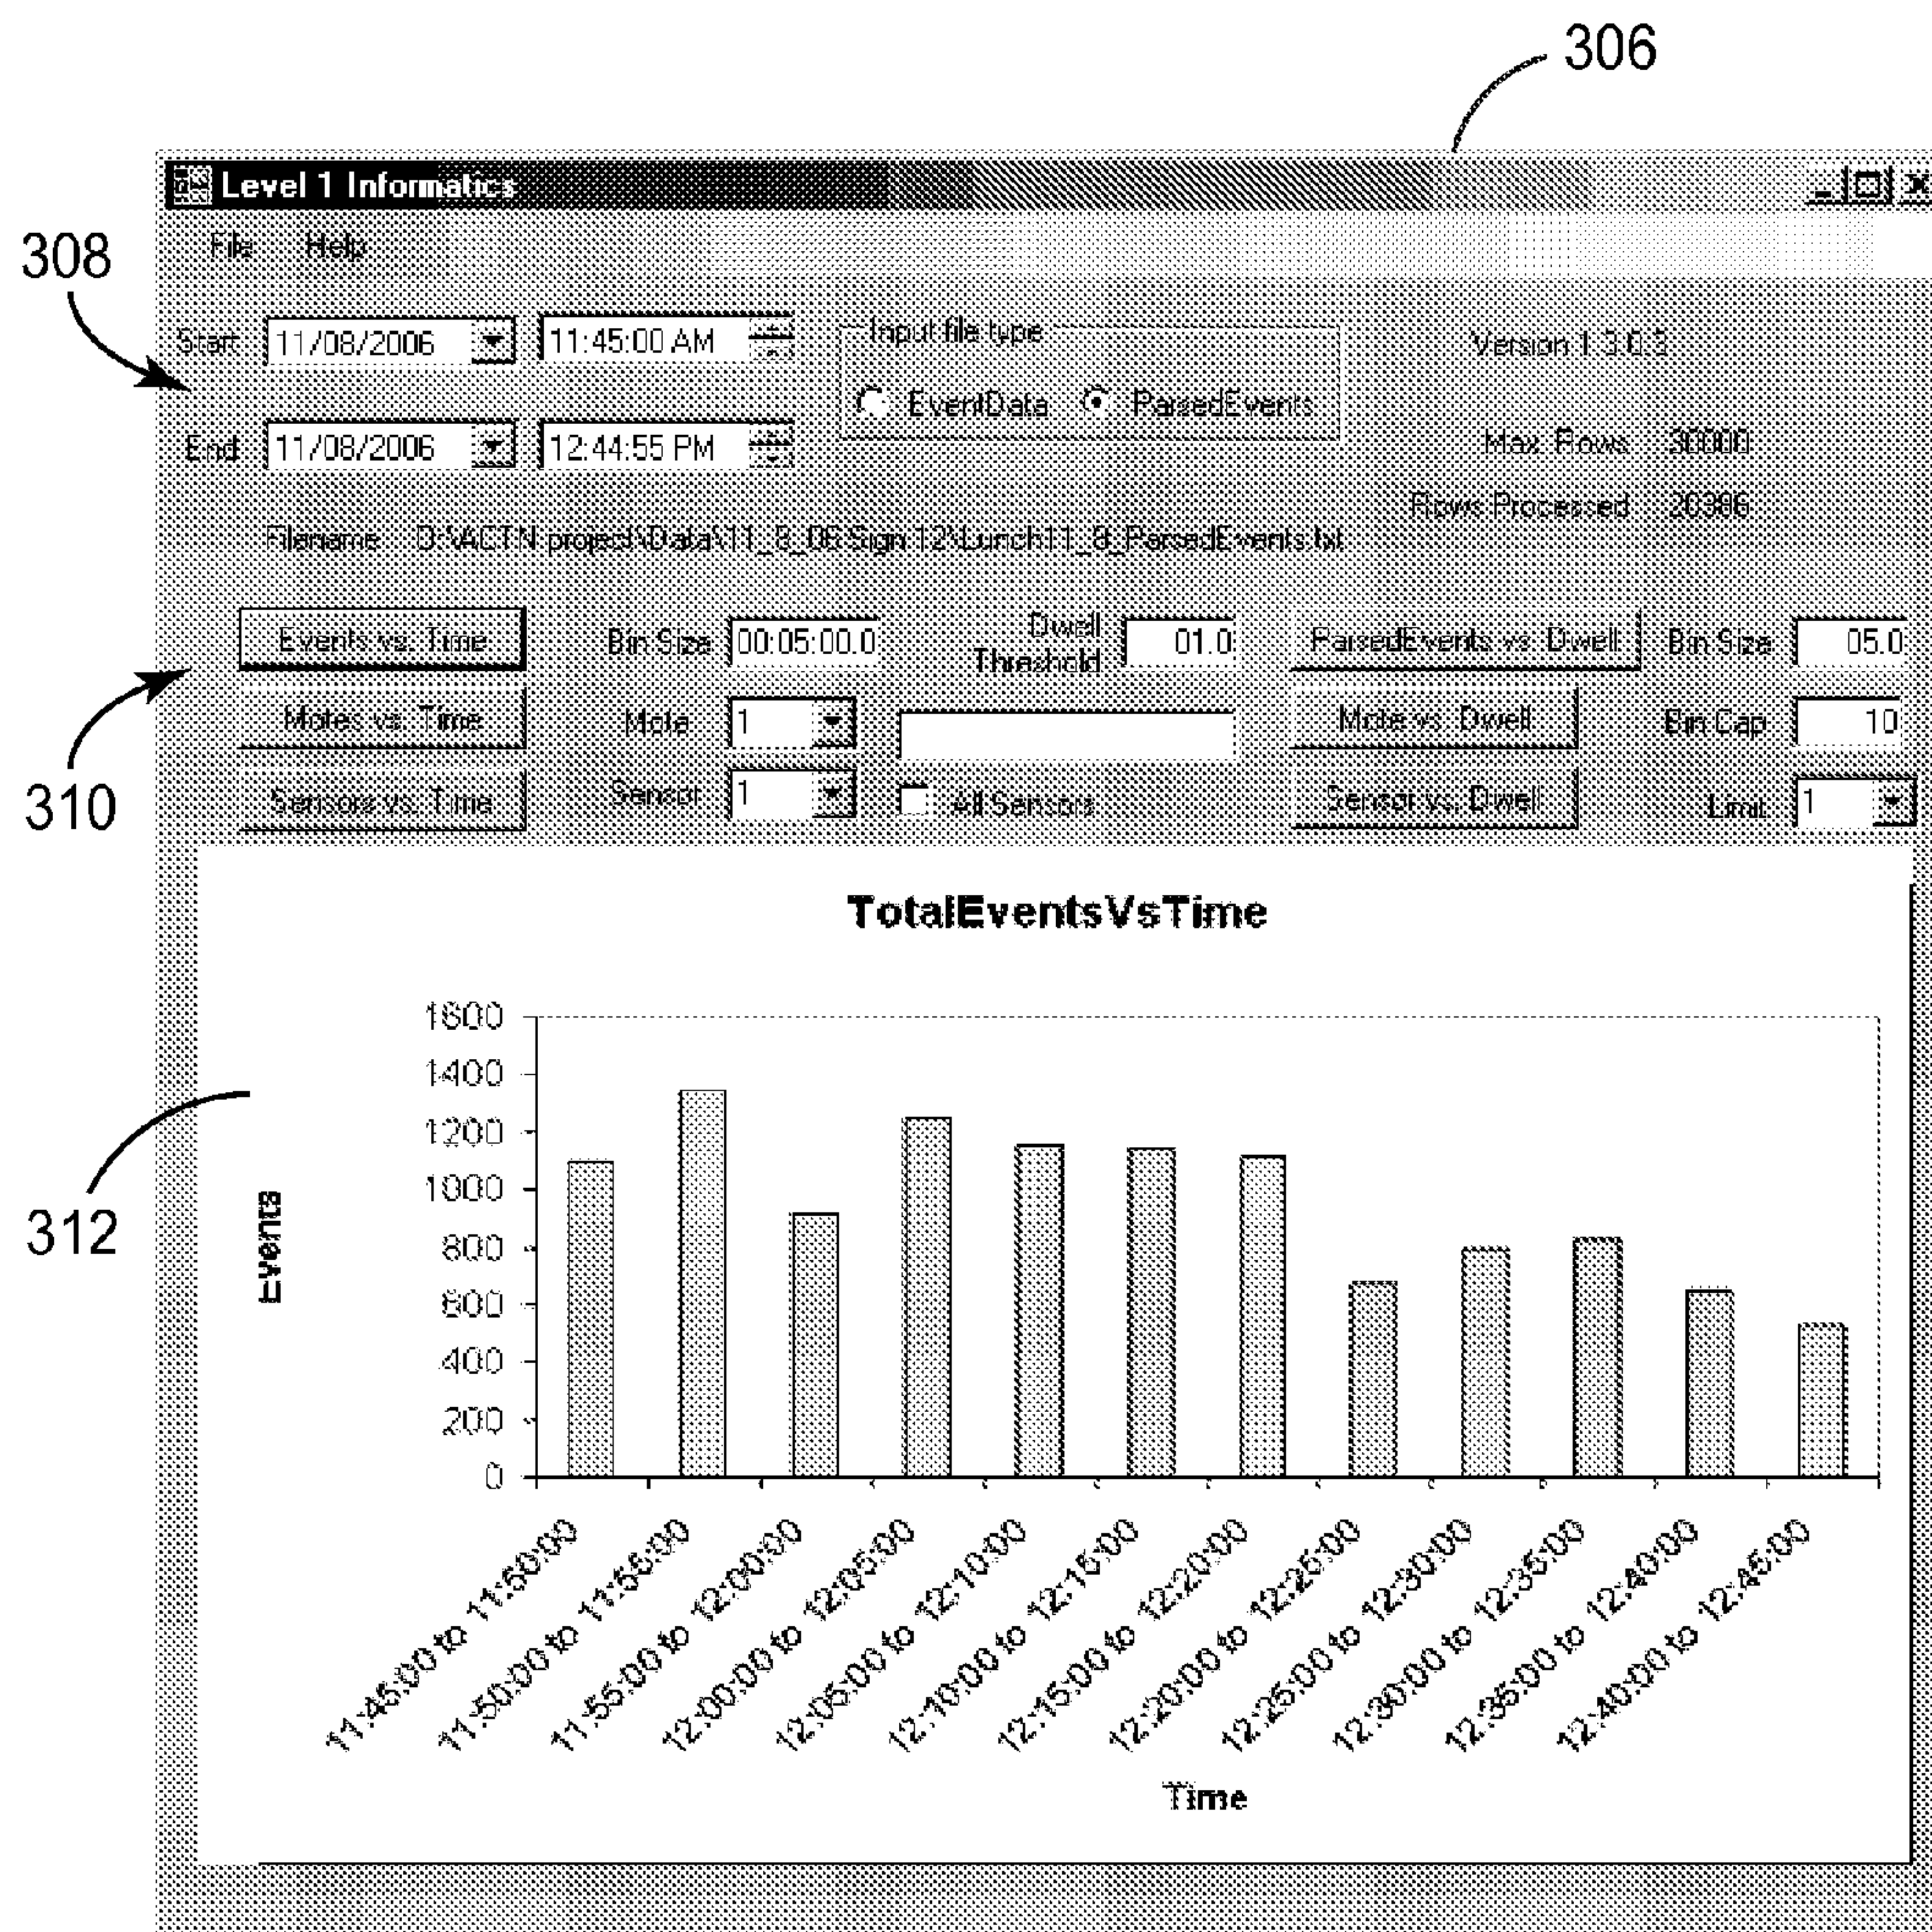 306
Level 1 Informatics
File Help
308
Start 11/08/2006 11:45:00 AM
Input file type
Version 1.3.0.3
EventData ParsedEvents
End 11/08/2006 12:44:55 PM
Max. Rows 30000
Rows Processed 20386
Filename D:\ACTN project\Data\11_8_06 Sign 12\Lunch11_8_ParsedEvents.txt
Events vs. Time Bin Size 00:05:00.0 Dwell Threshold 01.0 ParsedEvents vs. Dwell Bin Size 05.0
Motes vs. Time Mote 1 Mote vs. Dwell Bin Cap 10
310
Sensors vs. Time Sensor 1 All Sensors Sensor vs. Dwell Limit 1
TotalEventsVsTime
312
Events
1600
1400
1200
1000
800
600
400
200
0
11:45:00 to 11:50:00
11:50:00 to 11:55:00
11:55:00 to 12:00:00
12:00:00 to 12:05:00
12:05:00 to 12:10:00
12:10:00 to 12:15:00
12:15:00 to 12:20:00
12:20:00 to 12:25:00
12:25:00 to 12:30:00
12:30:00 to 12:35:00
12:35:00 to 12:40:00
12:40:00 to 12:45:00
Time